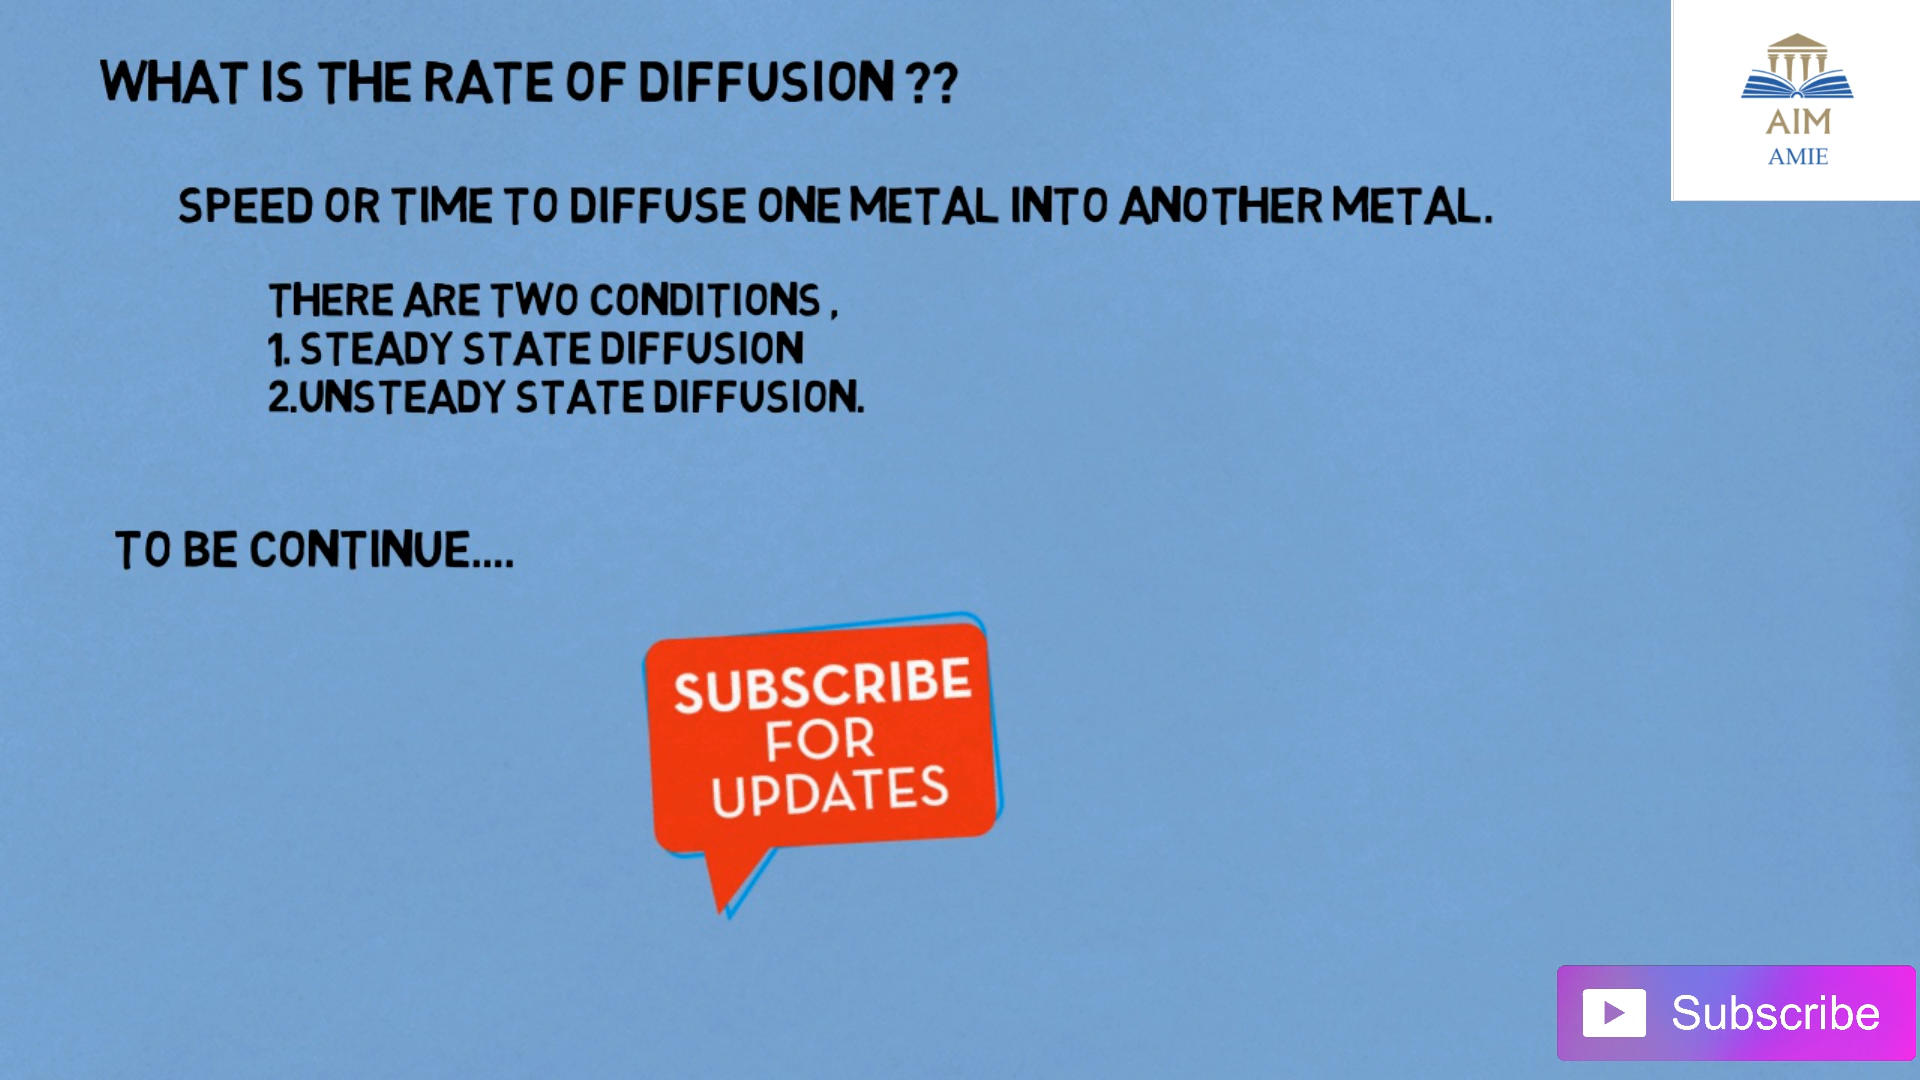 WHAT IS THE RATE OF DIFFUSION ??
AIM
AMIE
SPEED OR TIME TO DIFFUSE ONE METAL INTO ANOTHER METAL.
THERE ARE TWO CONDITIONS ,
1. STEADY STATE DIFFUSION
2.UNSTEADY STATE DIFFUSION.
TO BE CONTINUE....
SUBSCRIBE
FOR
UPDATES
Subscribe